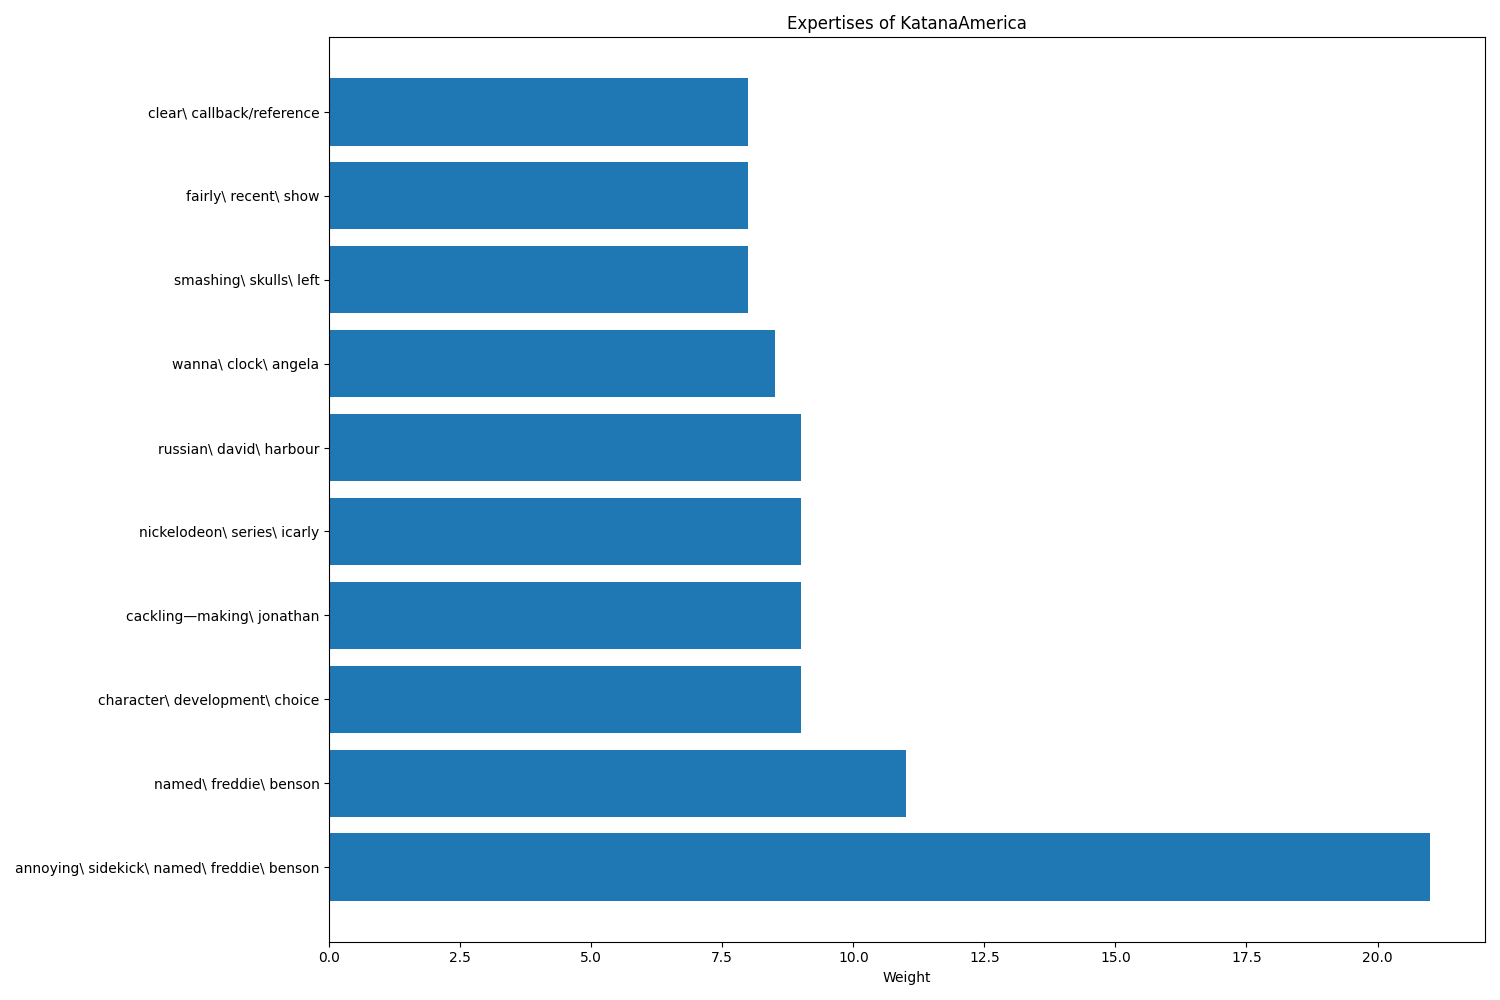 Expertises of KatanaAmerica
clear\ callback/reference
fairly\ recent\ show
smashing\ skulls\ left
wanna\ clock\ angela
russian\ david\ harbour
nickelodeon\ series\ icarly
cackling—making\ jonathan
character\ development\ choice
named\ freddie\ benson
annoying\ sidekick\ named\ freddie\ benson
0.0 2.5 5.0 7.5 10.0 12.5 15.0 17.5 20.0
Weight